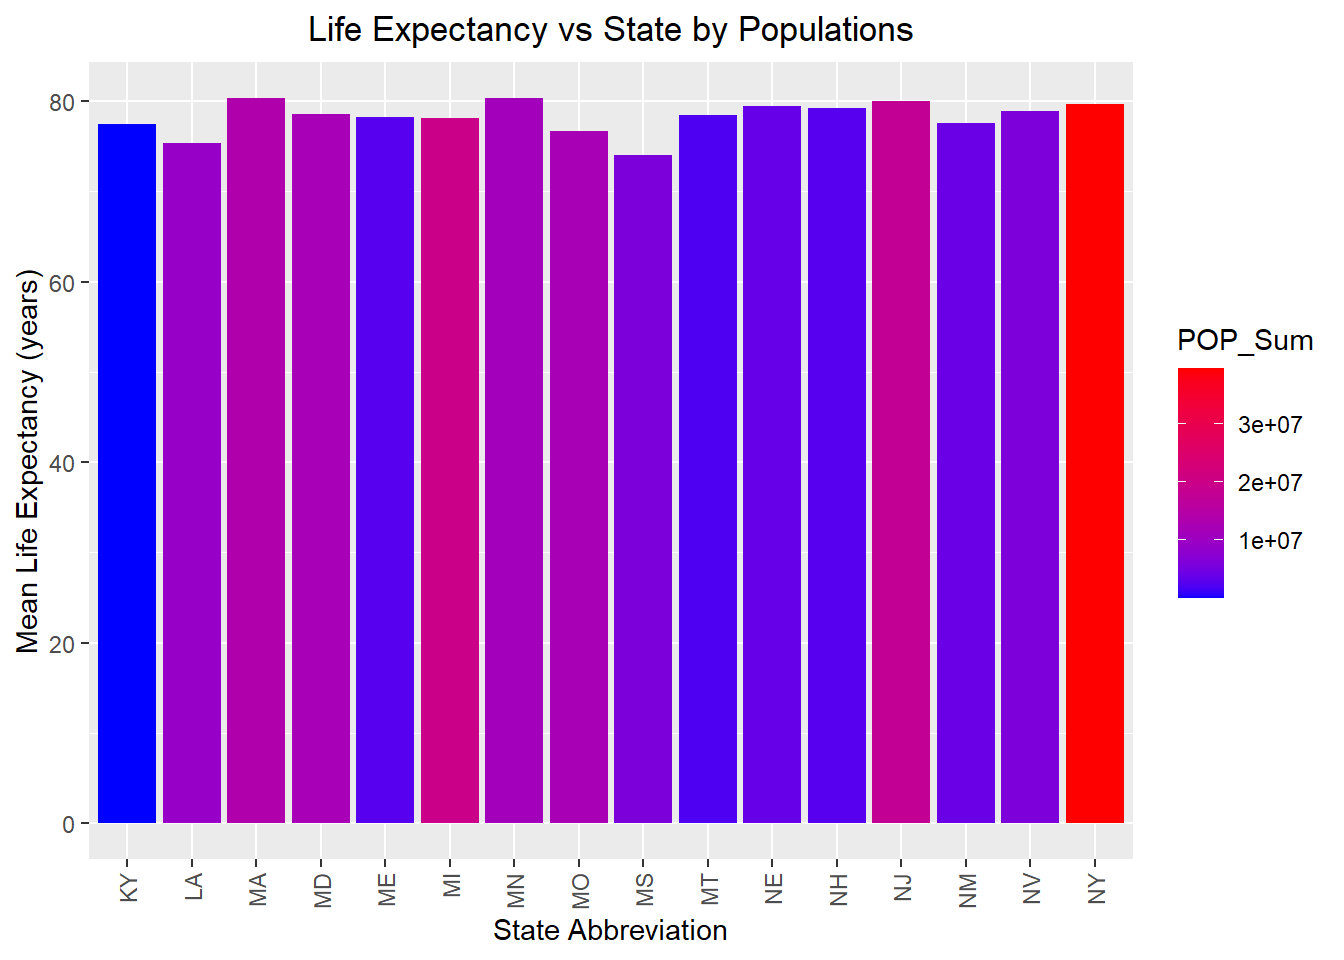 Life Expectancy vs State by Populations
Mean Life Expectancy (years)
80
60
40
20
0
KY LA MA MD ME MI MN MO MS MT NE NH NJ NM NV NY
State Abbreviation
POP_Sum
3e+07
2e+07
1e+07